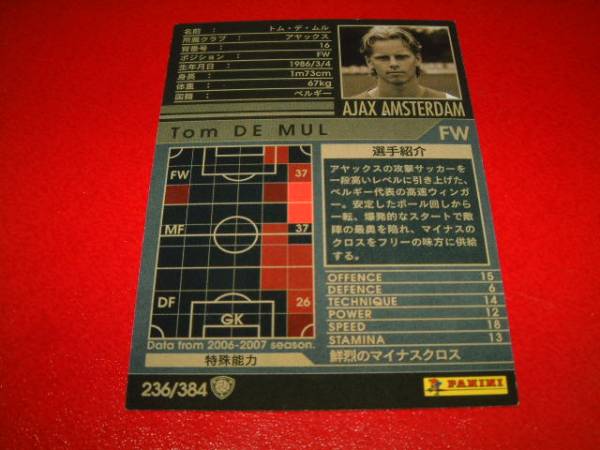 名前 : トム・デ・ムル
所属クラブ : アヤックス
背番号 : 16
ポジション : FW
生年月日 : 1986/3/4
身長 : 1m73cm
体重 : 67kg
国籍 : ベルギー
AJAX AMSTERDAM
Tom DE MUL
FW
FW 37
MF 37
DF 26
GK
Data from 2006-2007 season.
特殊能力
選手紹介
アヤックスの攻撃サッカーを
一段高いレベルに引き上げた、
ベルギー代表の高速ウィンガ
ー。安定したボール回しから
一転、爆発的なスタートで敵
陣の最奥を陥れ、マイナスの
クロスをフリーの味方に供給
する。
OFFENCE 15
DEFENCE 6
TECHNIQUE 14
POWER 12
SPEED 18
STAMINA 13
鮮烈のマイナスクロス
236/384
PANINI